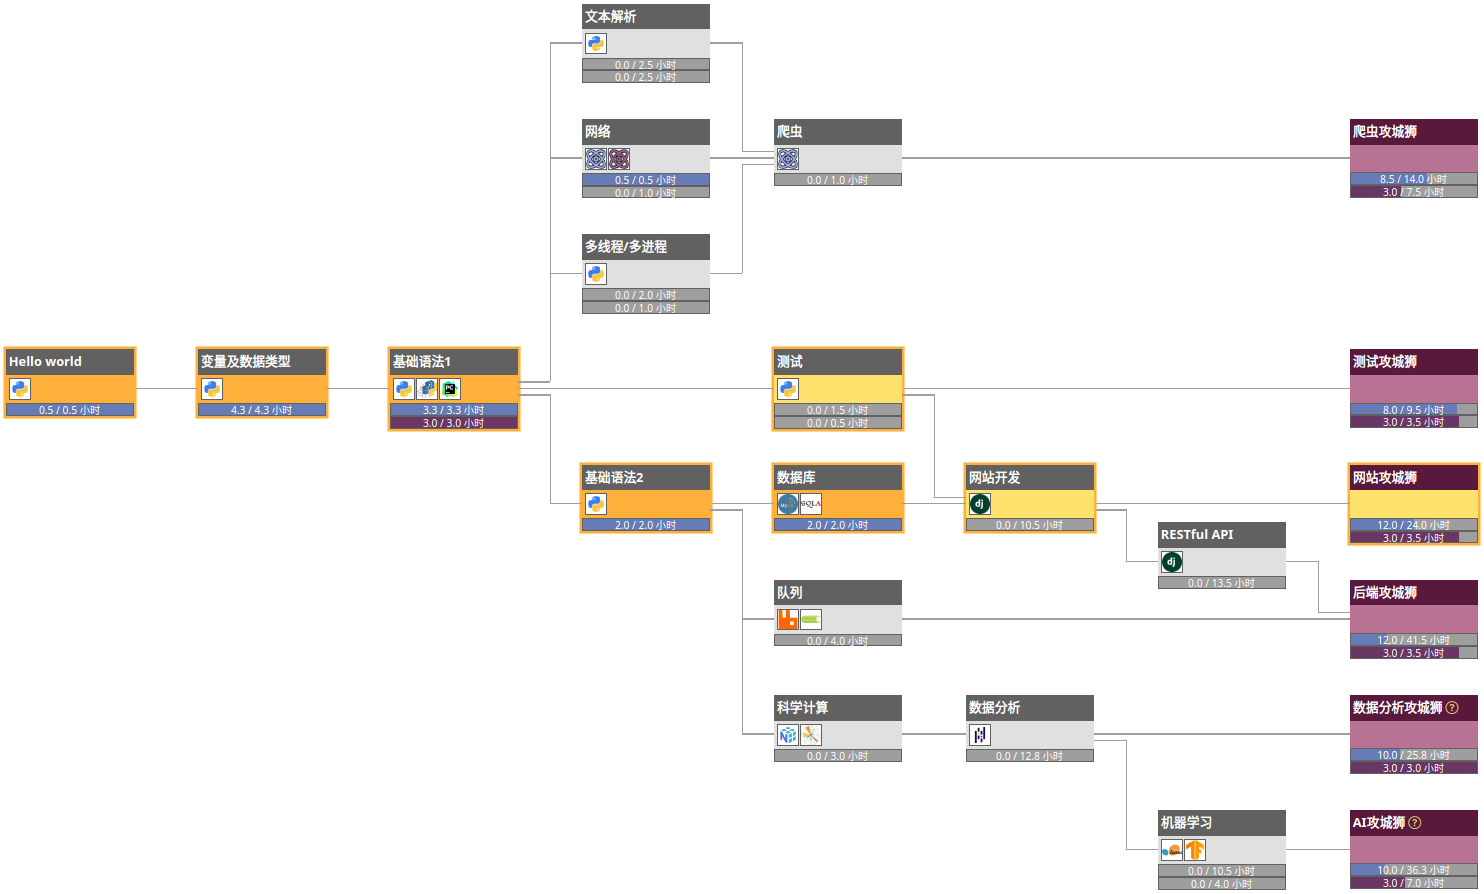 文本解析
0.0 / 2.5 小时
0.0 / 2.5 小时
网络
0.5 / 0.5 小时
0.0 / 1.0 小时
爬虫
0.0 / 1.0 小时
爬虫攻城狮
8.5 / 14.0 小时
3.0 / 7.5 小时
多线程/多进程
0.0 / 2.0 小时
0.0 / 1.0 小时
Hello world
0.5 / 0.5 小时
变量及数据类型
4.3 / 4.3 小时
基础语法1
PC
3.3 / 3.3 小时
3.0 / 3.0 小时
测试
0.0 / 1.5 小时
0.0 / 0.5 小时
测试攻城狮
8.0 / 9.5 小时
3.0 / 3.5 小时
基础语法2
2.0 / 2.0 小时
数据库
SQLA
2.0 / 2.0 小时
网站开发
dj
0.0 / 10.5 小时
网站攻城狮
12.0 / 24.0 小时
3.0 / 3.5 小时
RESTful API
dj
0.0 / 13.5 小时
队列
0.0 / 4.0 小时
后端攻城狮
12.0 / 41.5 小时
3.0 / 3.5 小时
科学计算
0.0 / 3.0 小时
数据分析
0.0 / 12.8 小时
数据分析攻城狮 ?
10.0 / 25.8 小时
3.0 / 3.0 小时
机器学习
0.0 / 10.5 小时
0.0 / 4.0 小时
AI攻城狮 ?
10.0 / 36.3 小时
3.0 / 7.0 小时